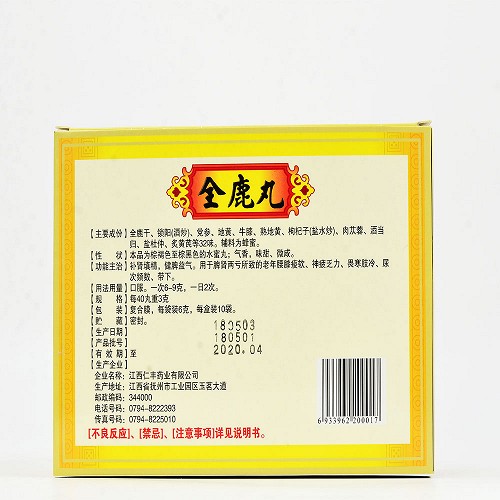 全鹿丸
【主要成份】全鹿干、锁阳(酒炒)、党参、地黄、牛膝、熟地黄、枸杞子(盐水炒)、肉苁蓉、酒当
归、盐杜仲、炙黄芪等32味。辅料为蜂蜜。
【性 状】本品为棕褐色至棕黑色的水蜜丸；气香，味甜、微咸。
【功能主治】补肾填精，健脾益气。用于脾肾两亏所致的老年腰膝痠软、神疲乏力、畏寒肢冷、尿
次频数、带下。
【用法用量】口服。一次6~9克，一日2次。
【规 格】每40丸重3克
【包 装】复合膜，每袋装6克，每盒装10袋。
【贮 藏】密封。
【生产日期】180503
【产品批号】180501
【有 效 期】至 2020.04
【生产企业】
企业名称：江西仁丰药业有限公司
生产地址：江西省抚州市工业园区玉茗大道
邮政编码：344000
电话号码：0794-8222393
传真号码：0794-8225010
[不良反应]、[禁忌]、[注意事项]详见说明书。
6 933962 200017